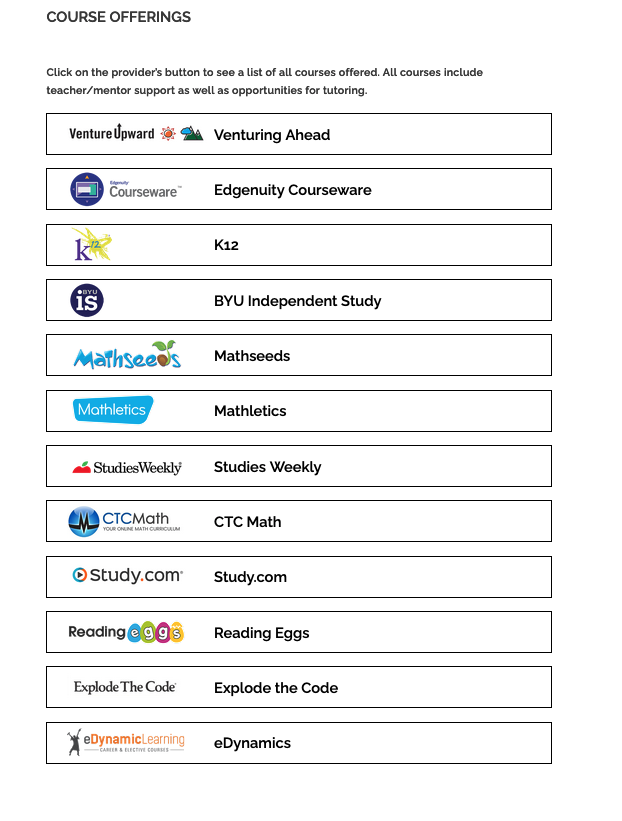 COURSE OFFERINGS
Click on the provider's button to see a list of all courses offered. All courses include
teacher/mentor support as well as opportunities for tutoring.
VentureUpward Venturing Ahead
Edgenuity
Courseware™ Edgenuity Courseware
k12 K12
BYU
is BYU Independent Study
Mathseeds Mathseeds
Mathletics Mathletics
StudiesWeekly Studies Weekly
CTCMath
YOUR ONLINE MATH CURRICULUM CTC Math
Study.com® Study.com
Reading eggs Reading Eggs
Explode The Code® Explode the Code
eDynamicLearning
CAREER & ELECTIVE COURSES eDynamics